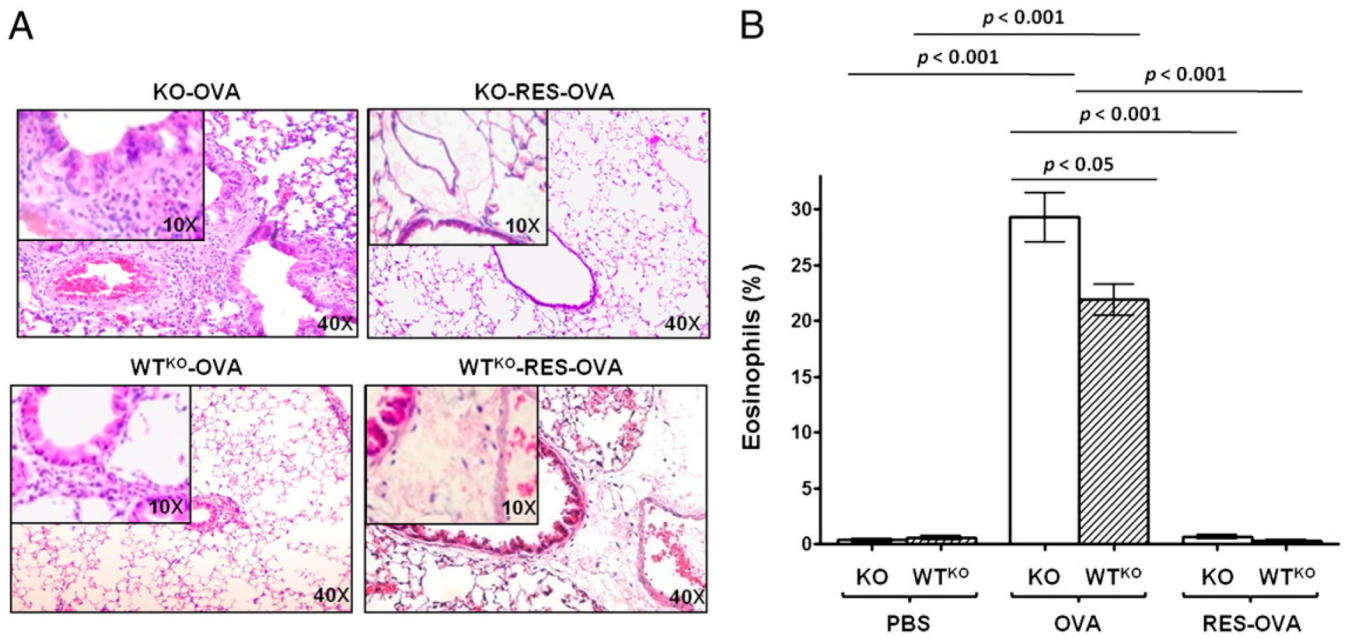 A
KO-OVA
KO-RES-OVA
10X
40X
10X
40X
WTᴷᴼ-OVA
WTᴷᴼ-RES-OVA
10X
40X
10X
40X
B
p < 0.001
p < 0.001
p < 0.001
p < 0.001
p < 0.05
Eosinophils (%)
30
25
20
15
10
5
0
KO WTᴷᴼ KO WTᴷᴼ KO WTᴷᴼ
PBS OVA RES-OVA